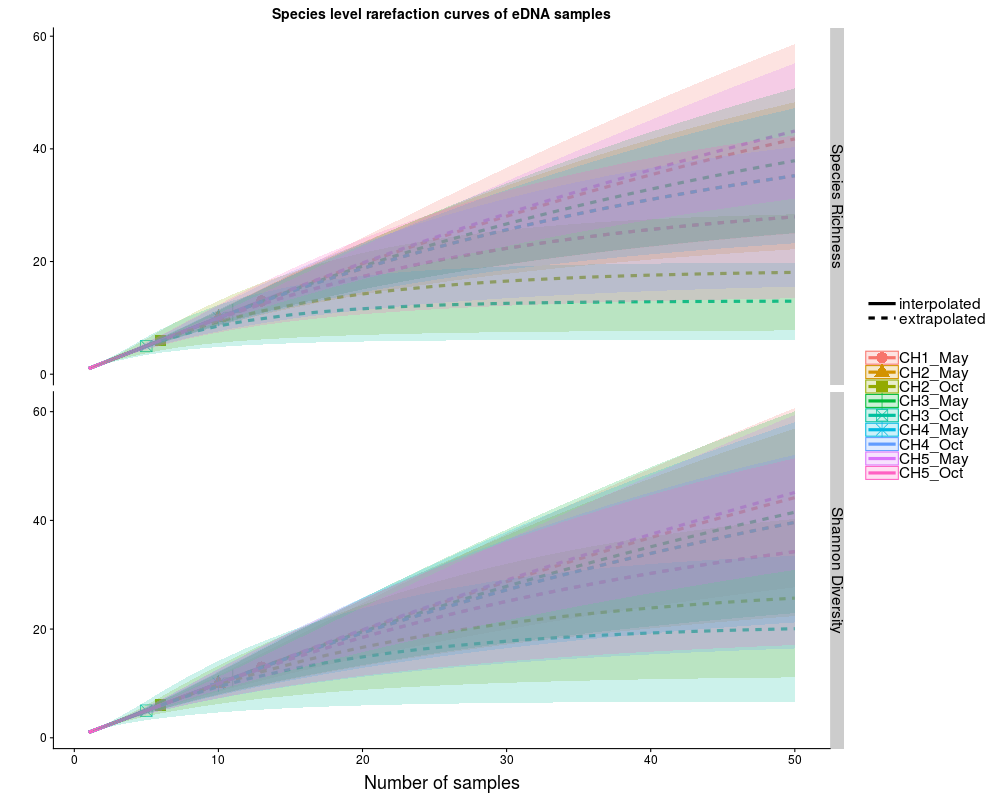 Species level rarefaction curves of eDNA samples
60
40
20
0
Species Richness
60
40
20
0
Shannon Diversity
0 10 20 30 40 50
Number of samples
interpolated
extrapolated
CH1_May
CH2_May
CH2_Oct
CH3_May
CH3_Oct
CH4_May
CH4_Oct
CH5_May
CH5_Oct